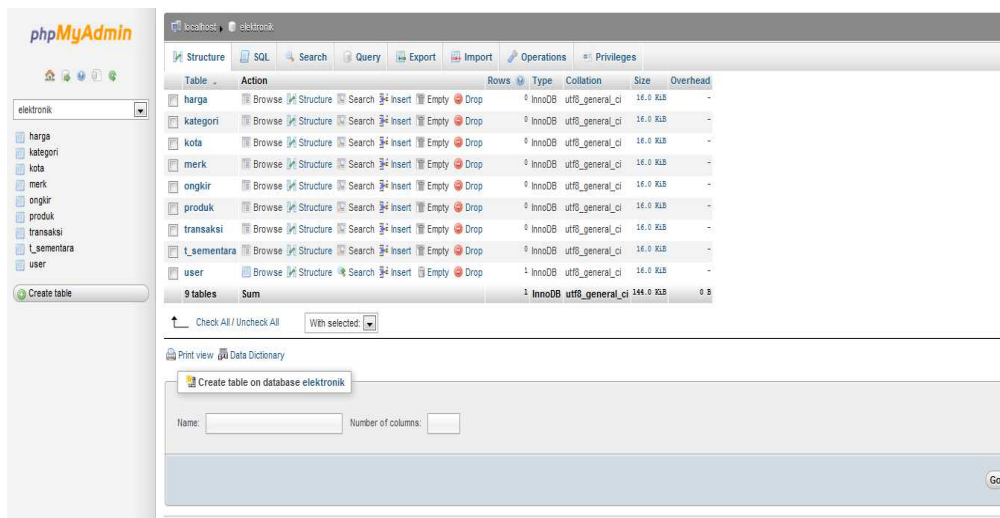 phpMyAdmin
elektronik
harga
kategori
kota
merk
ongkir
produk
transaksi
t_sementara
user
Create table
localhost elektronik
Structure SQL Search Query Export Import Operations Privileges
Table Action Rows Type Collation Size Overhead
harga Browse Structure Search Insert Empty Drop 0 InnoDB utf8_general_ci 16.0 KiB -
kategori Browse Structure Search Insert Empty Drop 0 InnoDB utf8_general_ci 16.0 KiB -
kota Browse Structure Search Insert Empty Drop 0 InnoDB utf8_general_ci 16.0 KiB -
merk Browse Structure Search Insert Empty Drop 0 InnoDB utf8_general_ci 16.0 KiB -
ongkir Browse Structure Search Insert Empty Drop 0 InnoDB utf8_general_ci 16.0 KiB -
produk Browse Structure Search Insert Empty Drop 0 InnoDB utf8_general_ci 16.0 KiB -
transaksi Browse Structure Search Insert Empty Drop 0 InnoDB utf8_general_ci 16.0 KiB -
t_sementara Browse Structure Search Insert Empty Drop 0 InnoDB utf8_general_ci 16.0 KiB -
user Browse Structure Search Insert Empty Drop 1 InnoDB utf8_general_ci 16.0 KiB -
9 tables Sum 1 InnoDB utf8_general_ci 144.0 KiB 0 B
Check All / Uncheck All With selected:
Print view Data Dictionary
Create table on database elektronik
Name: Number of columns:
Go